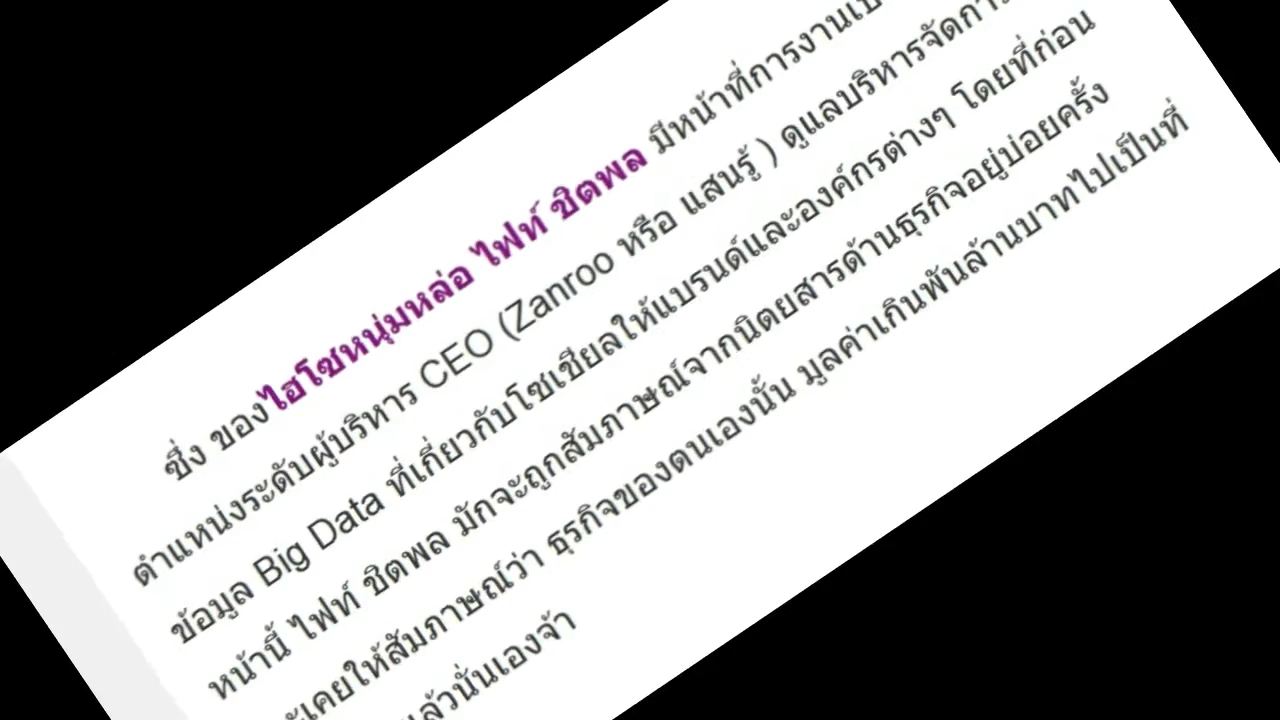 ซึ่ง ของไฮโซหนุ่มหล่อ ไฟท์ ชิตพล มีหน้าที่การงาน
ตำแหน่งระดับผู้บริหาร CEO (Zanroo หรือ แสนรู้ ) ดูแลบริหารจัดการ
ข้อมูล Big Data ที่เกี่ยวกับโซเชียลให้แบรนด์และองค์กรต่างๆ โดยที่ก่อน
หน้านี้ ไฟท์ ชิตพล มักจะถูกสัมภาษณ์จากนิตยสารด้านธุรกิจอยู่บ่อยครั้ง
และเคยให้สัมภาษณ์ว่า ธุรกิจของตนเองนั้น มูลค่าเกินพันล้านบาทไปเป็นที่
แล้วนั่นเองจ้า